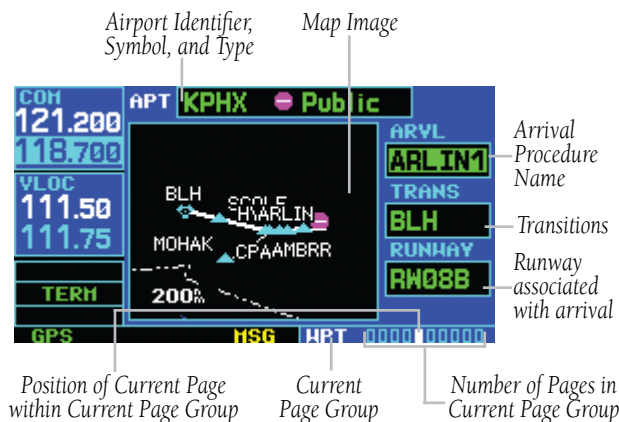 Airport Identifier,
Symbol, and Type
Map Image
COM
121.200
118.700
APT KPHX Public
ARVL
ARLIN1
Arrival
Procedure
Name
VLOC
111.50
111.75
TRANS
BLH
Transitions
BLH
ARLIN
MOHAK
RUNWAY
RW08B
Runway
associated
with arrival
TERM
200
GPS
MSG
WPT
Position of Current Page
within Current Page Group
Current
Page Group
Number of Pages in
Current Page Group